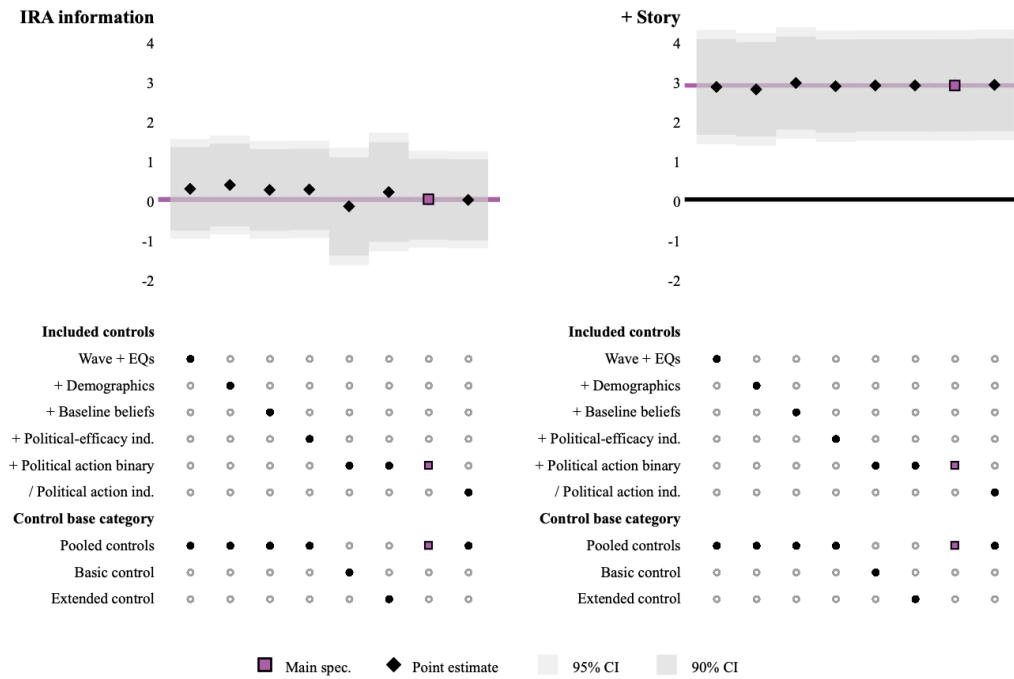 IRA information
4
3
2
1
0
-1
-2
Included controls
Wave + EQs
+ Demographics
+ Baseline beliefs
+ Political-efficacy ind.
+ Political action binary
/ Political action ind.
Control base category
Pooled controls
Basic control
Extended control
+ Story
4
3
2
1
0
-1
-2
Included controls
Wave + EQs
+ Demographics
+ Baseline beliefs
+ Political-efficacy ind.
+ Political action binary
/ Political action ind.
Control base category
Pooled controls
Basic control
Extended control
Main spec. Point estimate 95% CI 90% CI